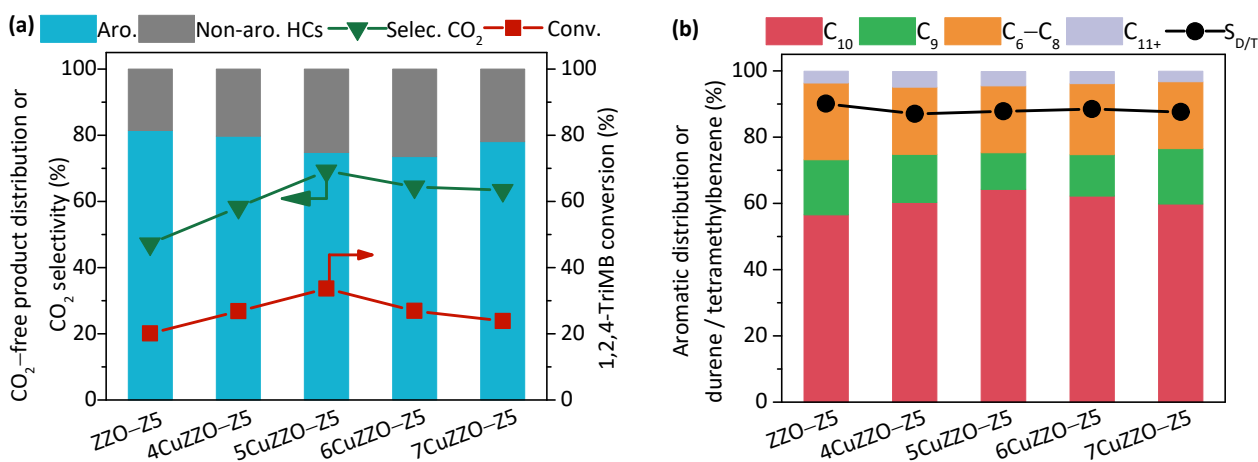 (a)
Aro. Non-aro. HCs Selec. CO₂ Conv.
CO₂−free product distribution or
CO₂ selectivity (%)
100
80
60
40
20
0
100
80
60
40
20
0
1,2,4-TriMB conversion (%)
ZZO−Z5
4CuZZO−Z5
5CuZZO−Z5
6CuZZO−Z5
7CuZZO−Z5
(b)
C₁₀ C₉ C₆−C₈ C₁₁₊ S_D/T
Aromatic distribution or
durene / tetramethylbenzene (%)
100
80
60
40
20
0
ZZO−Z5
4CuZZO−Z5
5CuZZO−Z5
6CuZZO−Z5
7CuZZO−Z5